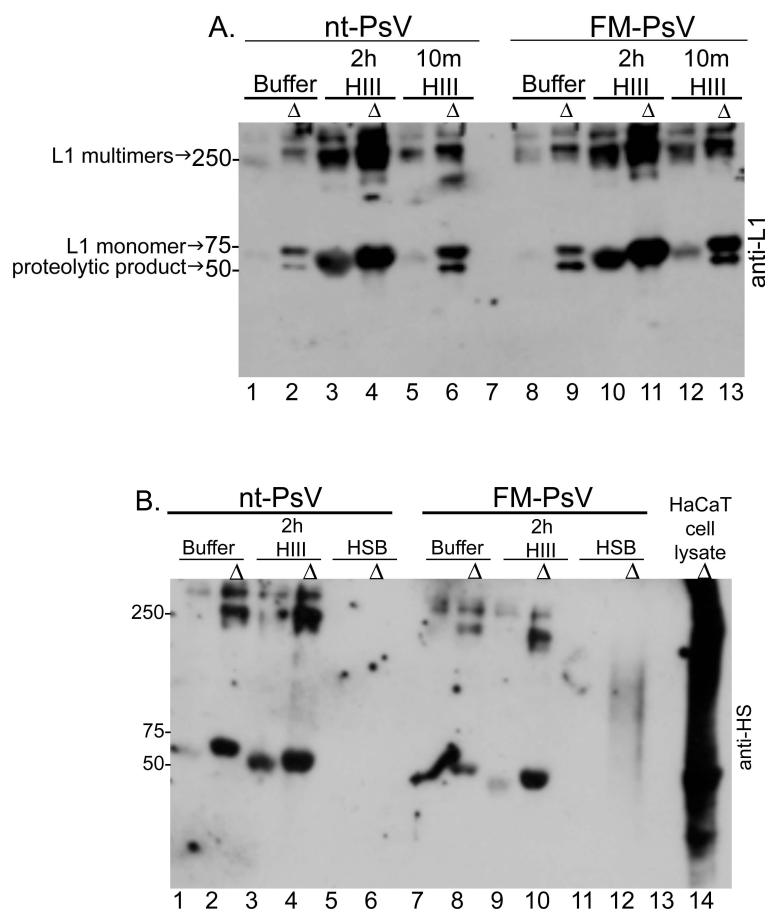 A.
nt-PsV FM-PsV
2h 10m 2h 10m
Buffer HIII HIII Buffer HIII HIII
Δ Δ Δ Δ Δ Δ
L1 multimers→250-
L1 monomer→75-
proteolytic product→50-
anti-L1
1 2 3 4 5 6 7 8 9 10 11 12 13
B.
nt-PsV FM-PsV HaCaT
2h 2h cell
Buffer HIII HSB Buffer HIII HSB lysate
Δ Δ Δ Δ Δ Δ Δ
250-
75-
50-
anti-HS
1 2 3 4 5 6 7 8 9 10 11 12 13 14